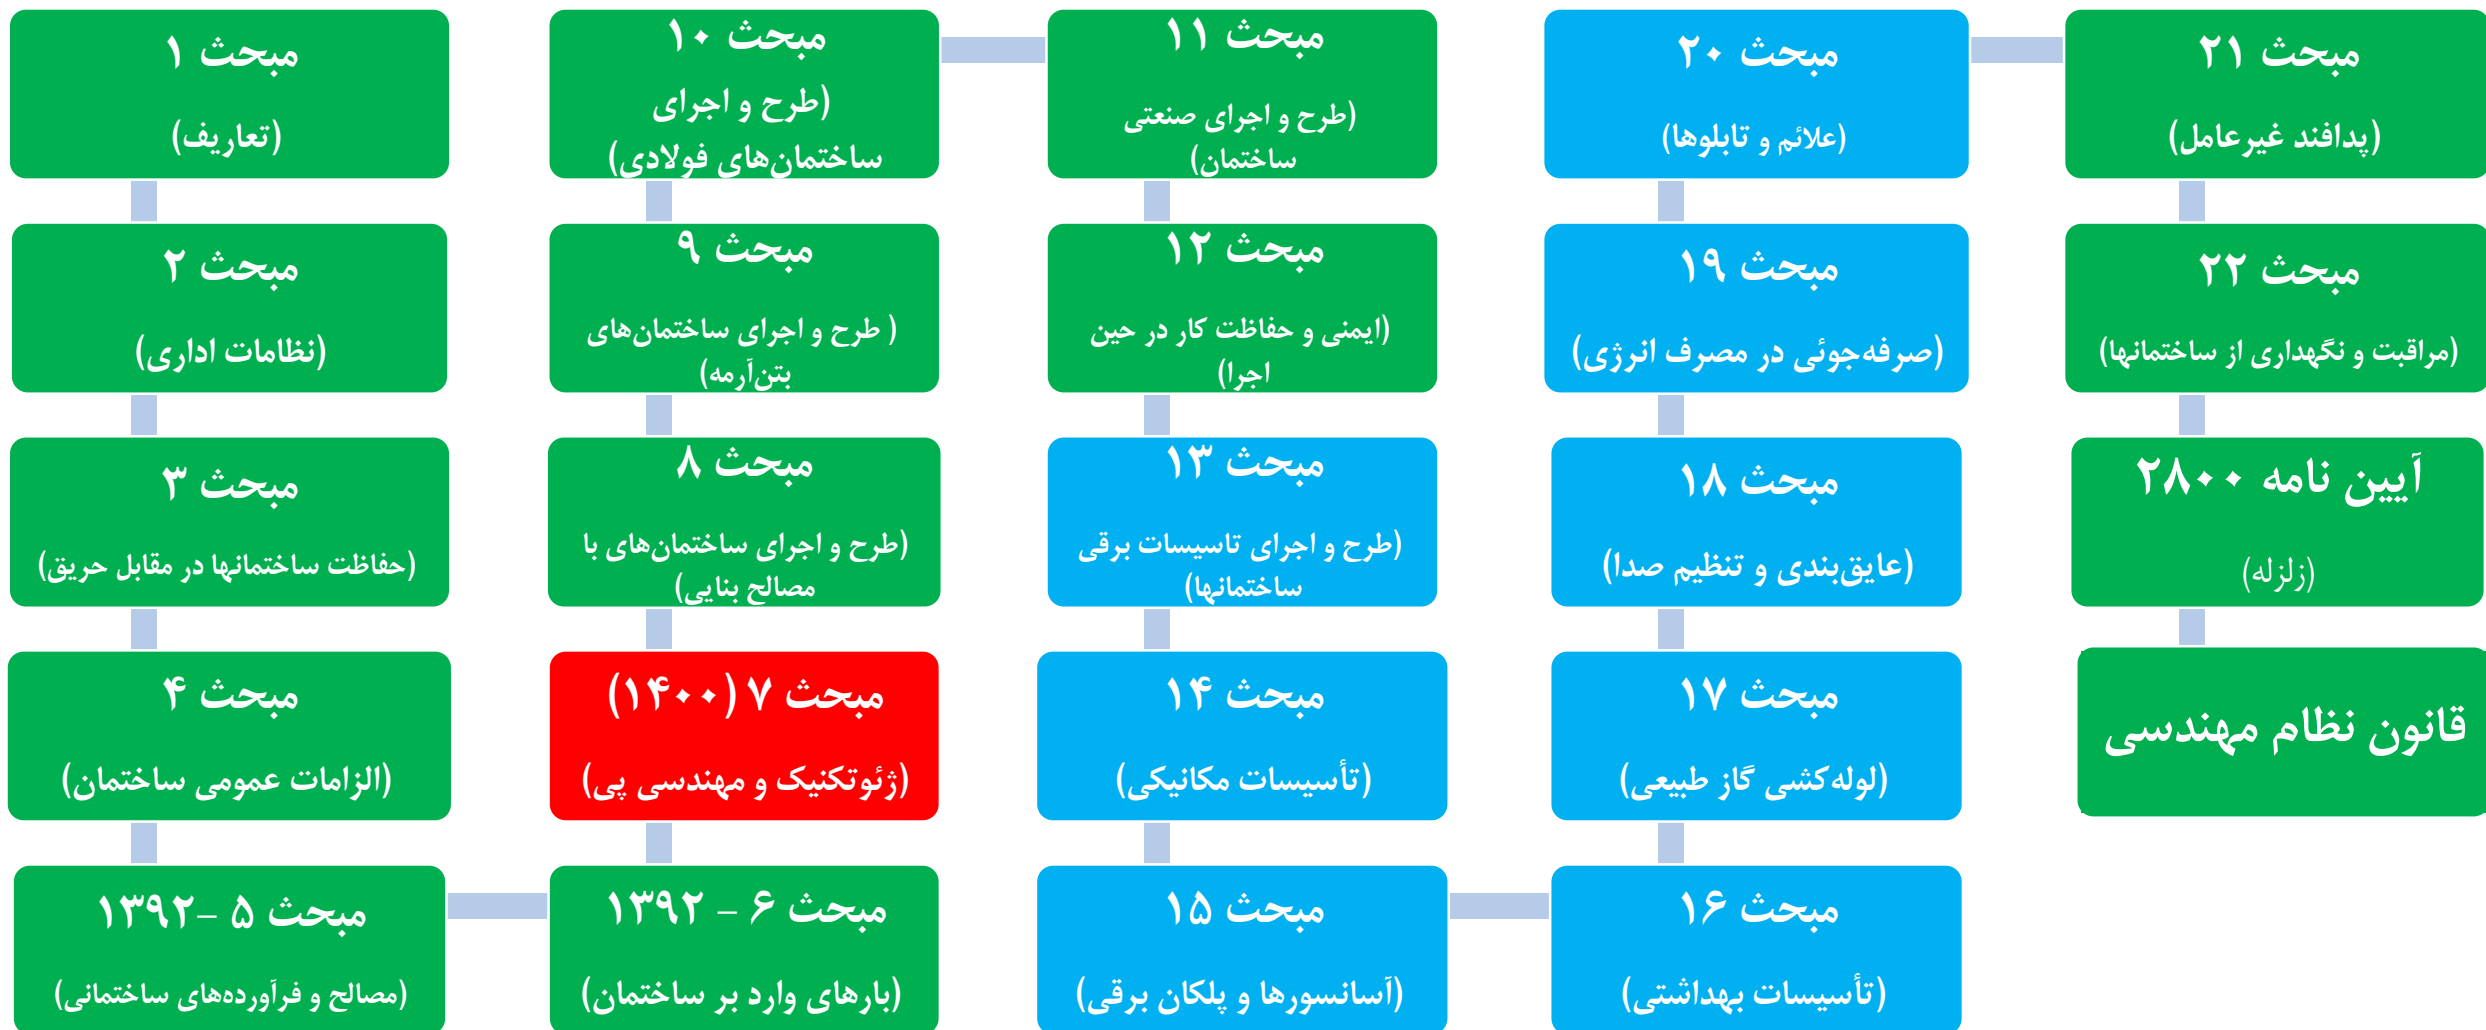 مبحث ۱
(تعاریف)
مبحث ۲
(نظامات اداری)
مبحث ۳
(حفاظت ساختمانها در مقابل حریق)
مبحث ۴
(الزامات عمومی ساختمان)
مبحث ۵ –۱۳۹۲
(مصالح و فرآورده‌های ساختمانی)
مبحث ۶ – ۱۳۹۲
(بارهای وارد بر ساختمان)
مبحث ۷ (۱۴۰۰)
(ژئوتکنیک و مهندسی پی)
مبحث ۸
(طرح و اجرای ساختمان‌های با
مصالح بنایی)
مبحث ۹
( طرح و اجرای ساختمان‌های
بتن‌آرمه)
مبحث ۱۰
(طرح و اجرای
ساختمان‌های فولادی)
مبحث ۱۱
(طرح و اجرای صنعتی
ساختمان)
مبحث ۱۲
(ایمنی و حفاظت کار در حین
اجرا)
مبحث ۱۳
(طرح و اجرای تاسیسات برقی
ساختمانها)
مبحث ۱۴
(تأسیسات مکانیکی)
مبحث ۱۵
(آسانسورها و پلکان برقی)
مبحث ۱۶
(تأسیسات بهداشتی)
مبحث ۱۷
(لوله‌کشی گاز طبیعی)
مبحث ۱۸
(عایق‌بندی و تنظیم صدا)
مبحث ۱۹
(صرفه‌جوئی در مصرف انرژی)
مبحث ۲۰
(علائم و تابلوها)
مبحث ۲۱
(پدافند غیرعامل)
مبحث ۲۲
(مراقبت و نگهداری از ساختمانها)
آیین نامه ۲۸۰۰
(زلزله)
قانون نظام مهندسی